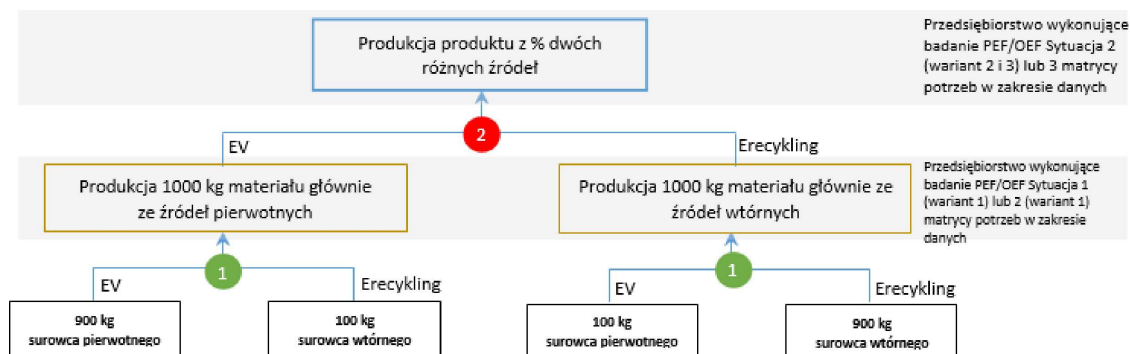 Produkcja produktu z % dwóch
różnych źródeł
Przedsiębiorstwo wykonujące
badanie PEF/OEF Sytuacja 2
(wariant 2 i 3) lub 3 matrycy
potrzeb w zakresie danych
2
EV
Erecykling
Produkcja 1000 kg materiału głównie
ze źródeł pierwotnych
Produkcja 1000 kg materiału głównie ze
źródeł wtórnych
Przedsiębiorstwo wykonujące
badanie PEF/OEF Sytuacja 1
(wariant 1) lub 2 (wariant 1)
matrycy potrzeb w zakresie
danych
1
1
EV
Erecykling
EV
Erecykling
900 kg
surowca pierwotnego
100 kg
surowca wtórnego
100 kg
surowca pierwotnego
900 kg
surowca wtórnego